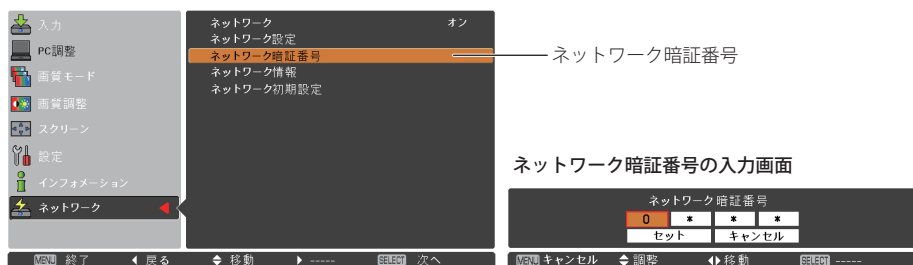 入力
PC調整
画質モード
画質調整
スクリーン
設定
インフォメーション
ネットワーク
ネットワーク オン
ネットワーク設定
ネットワーク暗証番号
ネットワーク情報
ネットワーク初期設定
MENU 終了 戻る 移動 ----- SELECT 次へ
ネットワーク暗証番号
ネットワーク暗証番号の入力画面
ネットワーク暗証番号
0 * * *
セット キャンセル
MENU キャンセル 調整 移動 SELECT -----